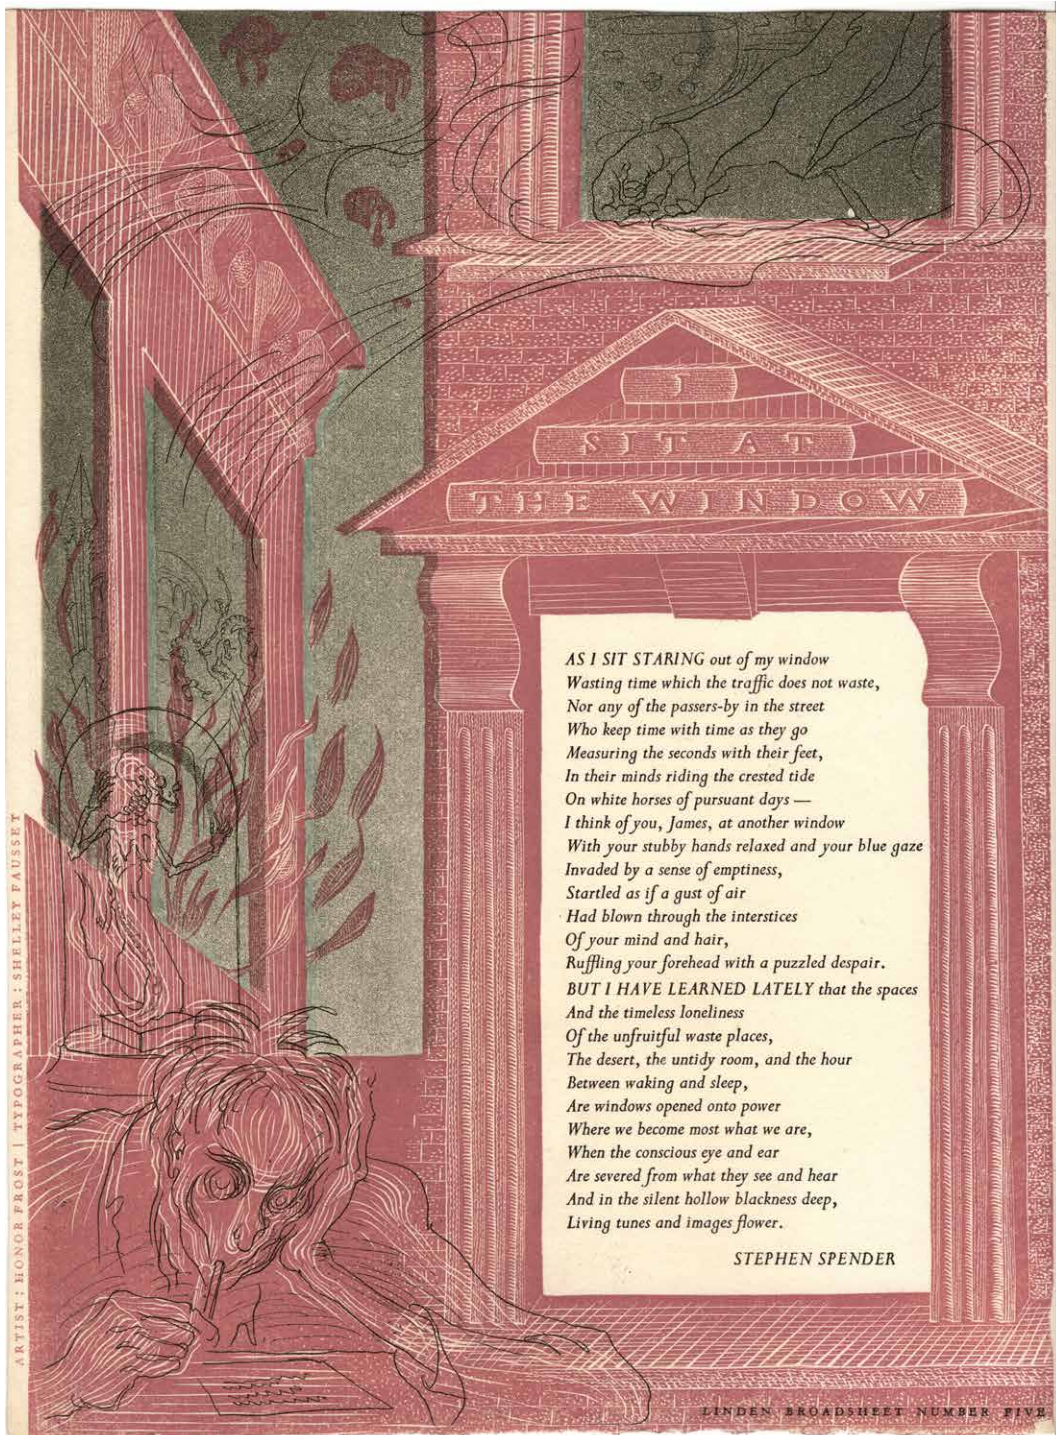 I
SIT AT
THE WINDOW
AS I SIT STARING out of my window
Wasting time which the traffic does not waste,
Nor any of the passers-by in the street
Who keep time with time as they go
Measuring the seconds with their feet,
In their minds riding the crested tide
On white horses of pursuant days —
I think of you, James, at another window
With your stubby hands relaxed and your blue gaze
Invaded by a sense of emptiness,
Startled as if a gust of air
Had blown through the interstices
Of your mind and hair,
Ruffling your forehead with a puzzled despair.
BUT I HAVE LEARNED LATELY that the spaces
And the timeless loneliness
Of the unfruitful waste places,
The desert, the untidy room, and the hour
Between waking and sleep,
Are windows opened onto power
Where we become most what we are,
When the conscious eye and ear
Are severed from what they see and hear
And in the silent hollow blackness deep,
Living tunes and images flower.
STEPHEN SPENDER
ARTIST : HONOR FROST | TYPOGRAPHER : SHELLEY FAUSSET
LINDEN BROADSHEET NUMBER FIVE